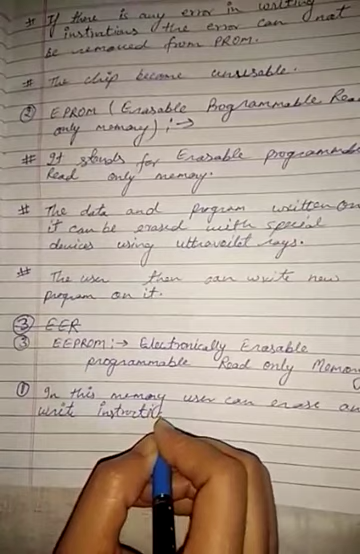 # If there is any error in writing
instrutions the error can not
be removed from PROM.
# The chip become unusable.
② EPROM (Erasable Programmable Read
only memory) :→
# It stands for Erasable programmable
Read only memory.
# The data and program written on
it can be erased with special
devices using ultravoilet rays.
# The user then can write new
program on it.
③ EER
③ EEPROM :→ Electronically Erasable
programmable Read only Memory
① In this memory user can erase an
write instructi